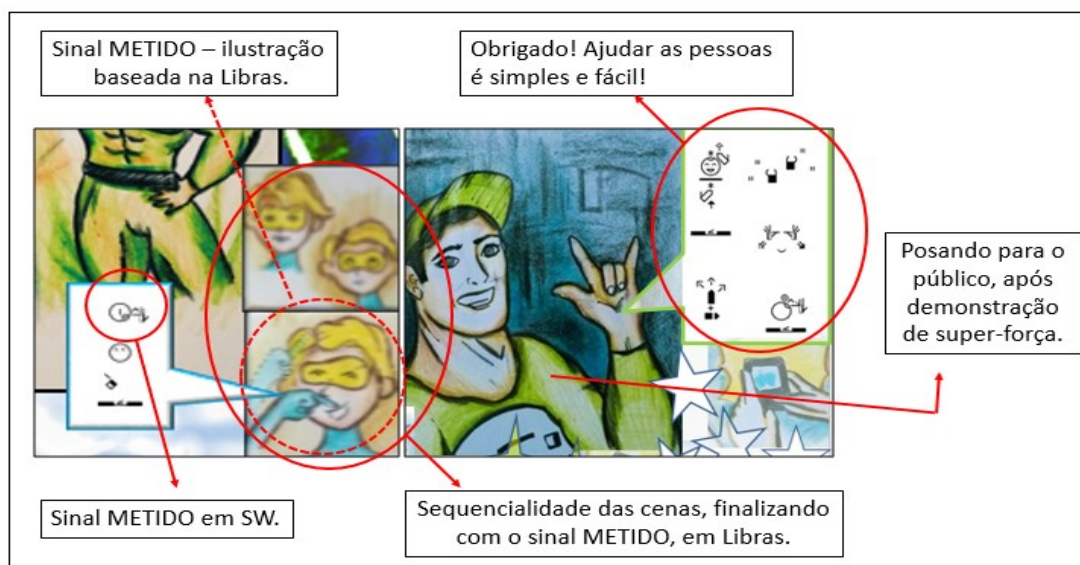 Sinal METIDO – ilustração
baseada na Libras.
Obrigado! Ajudar as pessoas
é simples e fácil!
Posando para o
público, após
demonstração
de super-força.
Sinal METIDO em SW.
Sequencialidade das cenas, finalizando
com o sinal METIDO, em Libras.